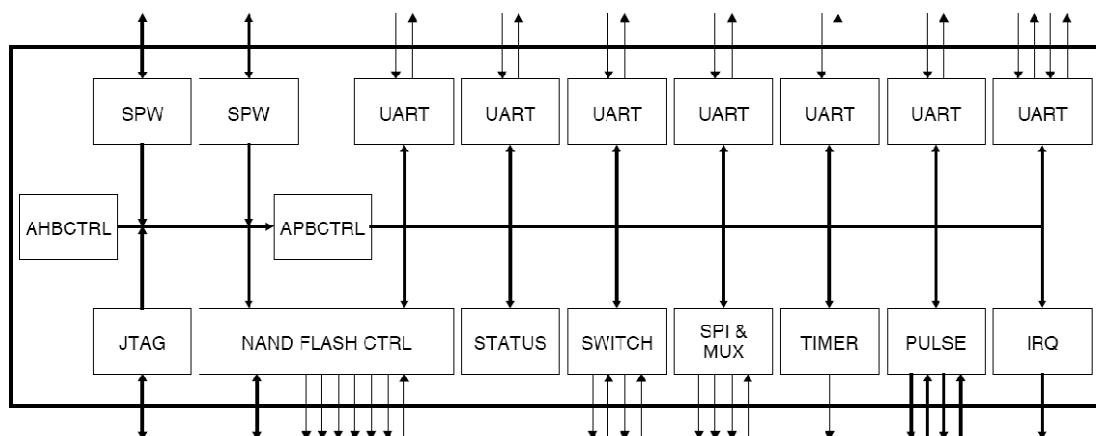 SPW
SPW
UART
UART
UART
UART
UART
UART
UART
AHBCTRL
APBCTRL
JTAG
NAND FLASH CTRL
STATUS
SWITCH
SPI &
MUX
TIMER
PULSE
IRQ